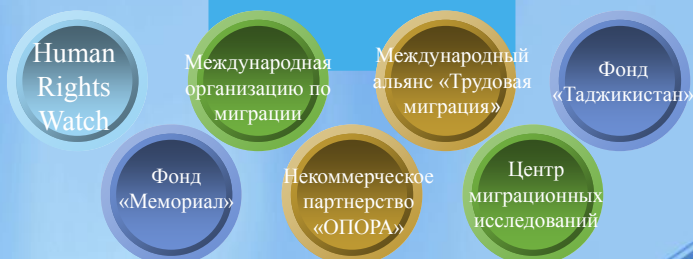 Human
Rights
Watch
Международная
организацию по
миграции
Международный
альянс «Трудовая
миграция»
Фонд
«Таджикистан»
Фонд
«Мемориал»
Некоммерческое
партнерство
«ОПОРА»
Центр
миграционных
исследований